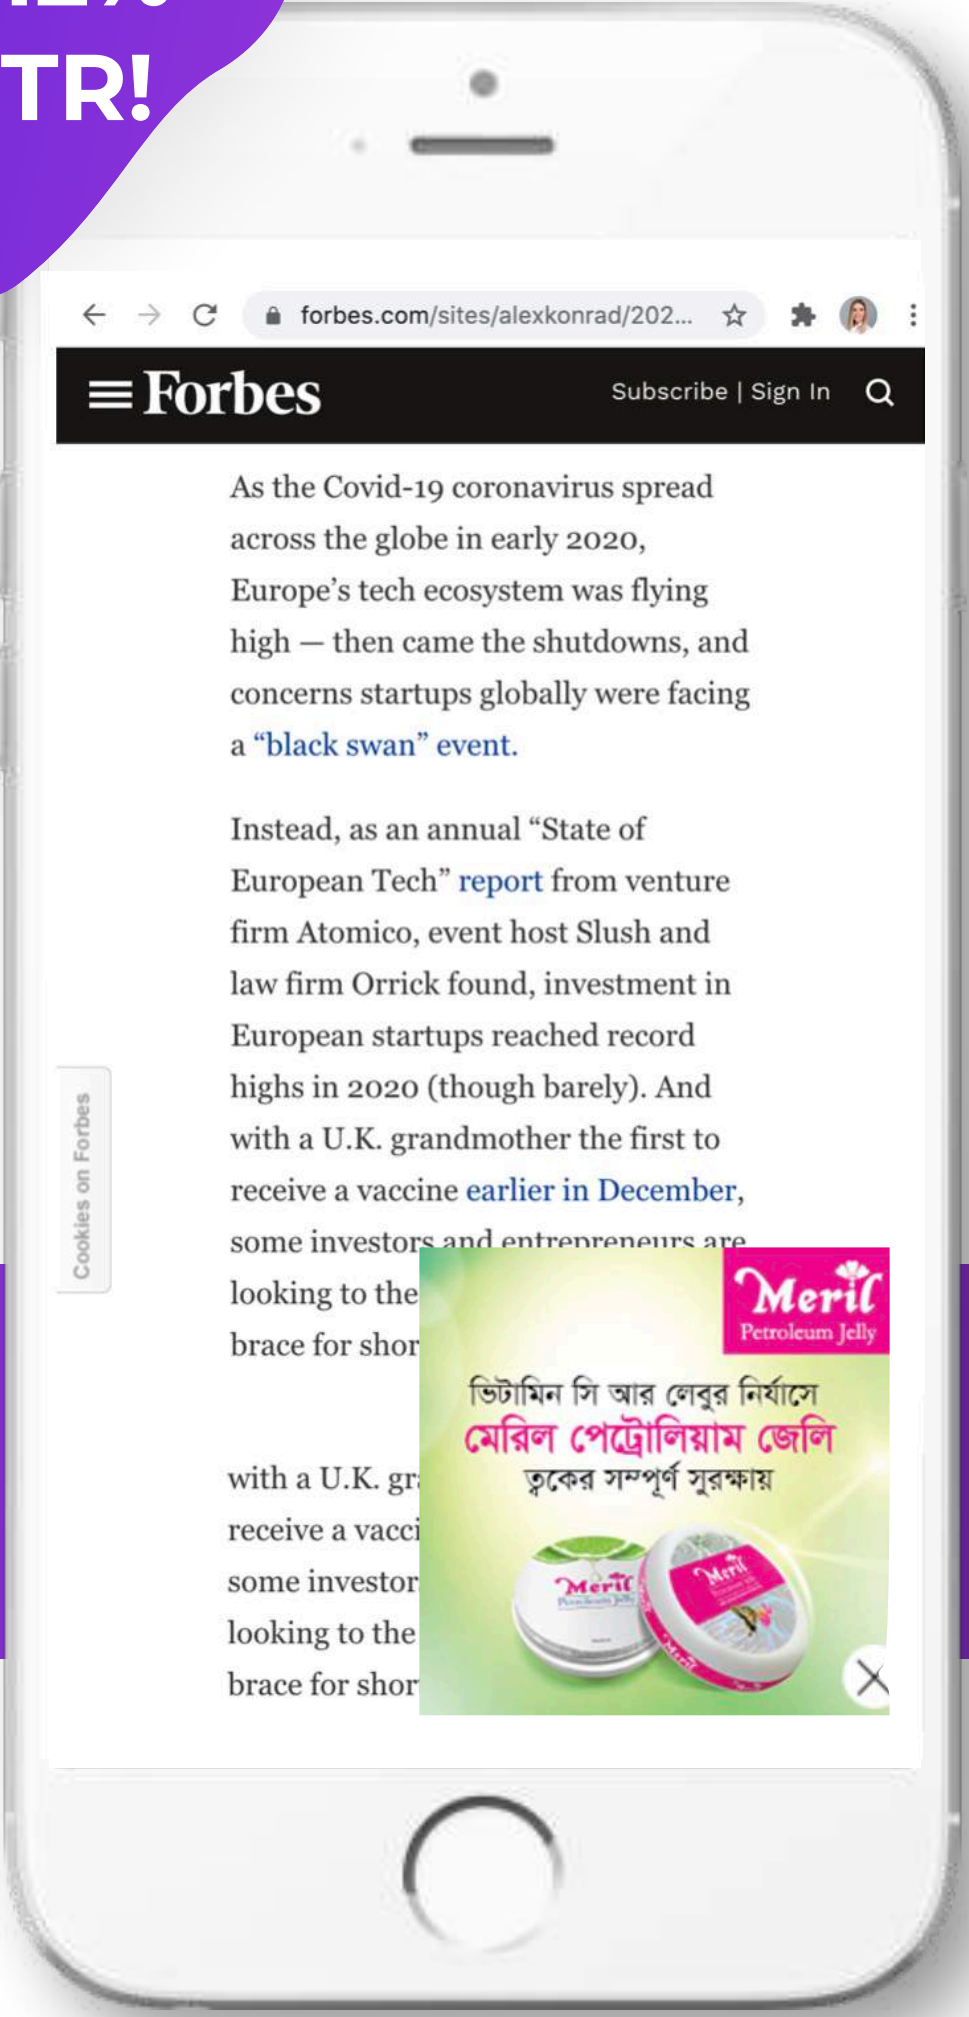 TR!
forbes.com/sites/alexkonrad/202...
Forbes
Subscribe | Sign In
As the Covid-19 coronavirus spread
across the globe in early 2020,
Europe's tech ecosystem was flying
high — then came the shutdowns, and
concerns startups globally were facing
a “black swan” event.
Instead, as an annual “State of
European Tech” report from venture
firm Atomico, event host Slush and
law firm Orrick found, investment in
European startups reached record
highs in 2020 (though barely). And
with a U.K. grandmother the first to
receive a vaccine earlier in December,
some investors and entrepreneurs are
looking to the
brace for shor
Cookies on Forbes
Meril
Petroleum Jelly
ভিটামিন সি আর লেবুর নির্যাসে
মেরিল পেট্রোলিয়াম জেলি
ত্বকের সম্পূর্ণ সুরক্ষায়
Meril
Petroleum Jelly
Meril
Meril
with a U.K. gr
receive a vacci
some investor
looking to the
brace for shor